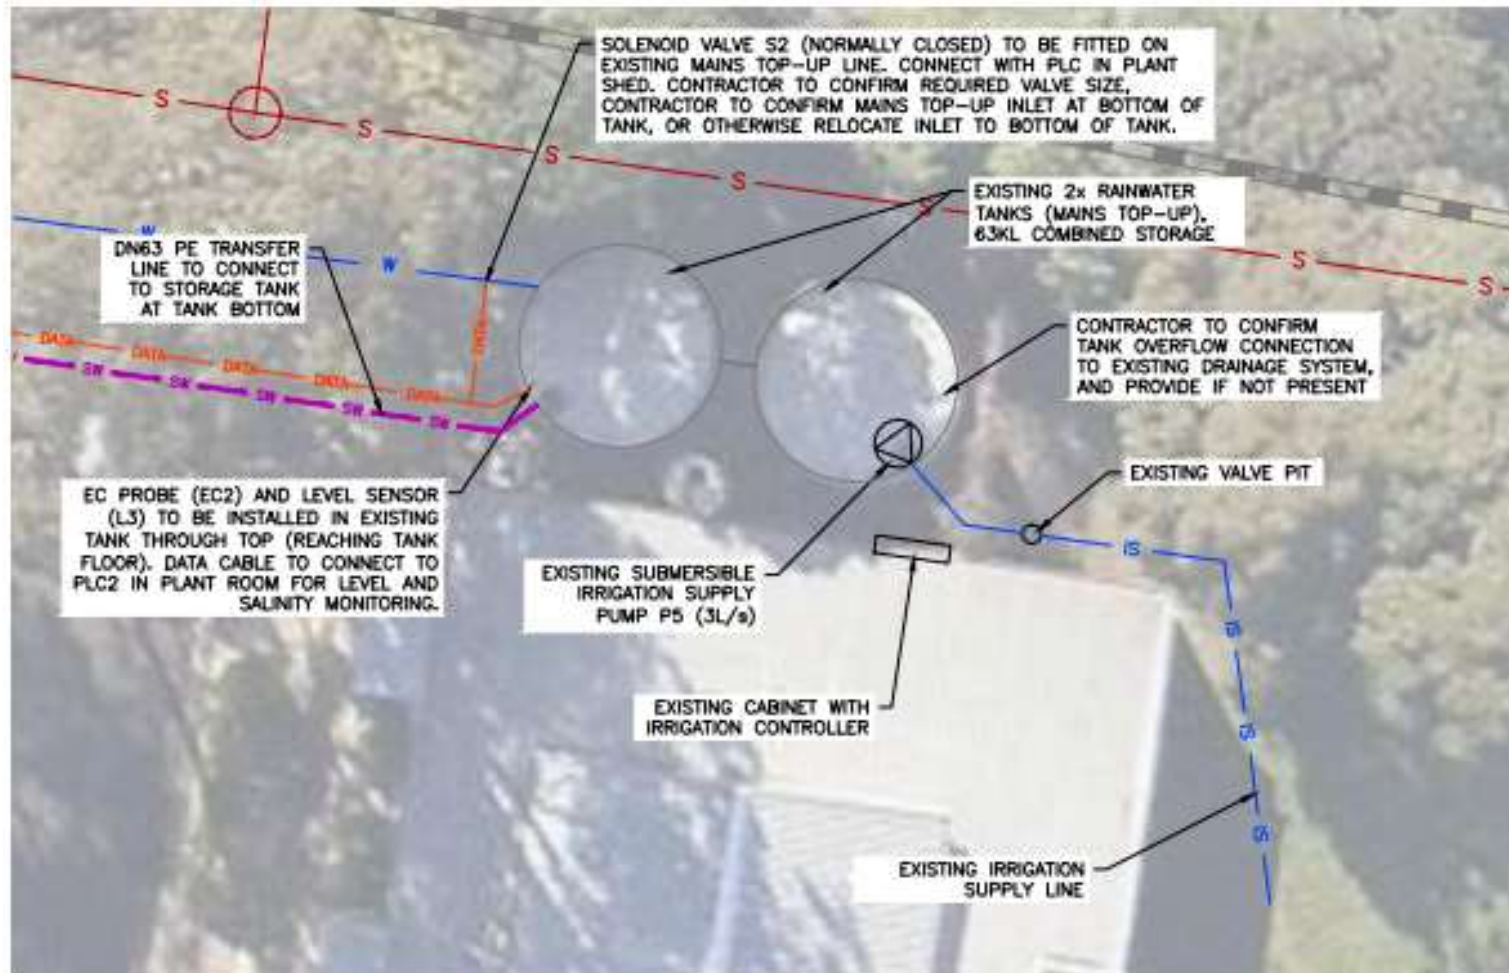 SOLENOID VALVE S2 (NORMALLY CLOSED) TO BE FITTED ON
EXISTING MAINS TOP-UP LINE. CONNECT WITH PLC IN PLANT
SHED. CONTRACTOR TO CONFIRM REQUIRED VALVE SIZE,
CONTRACTOR TO CONFIRM MAINS TOP-UP INLET AT BOTTOM OF
TANK, OR OTHERWISE RELOCATE INLET TO BOTTOM OF TANK.
S
S
S
S
S
S
S
EXISTING 2x RAINWATER
TANKS (MAINS TOP-UP),
63KL COMBINED STORAGE
W
W
DN63 PE TRANSFER
LINE TO CONNECT
TO STORAGE TANK
AT TANK BOTTOM
DATA
DATA
DATA
DATA
DATA
DATA
SW
SW
SW
SW
SW
CONTRACTOR TO CONFIRM
TANK OVERFLOW CONNECTION
TO EXISTING DRAINAGE SYSTEM,
AND PROVIDE IF NOT PRESENT
EXISTING VALVE PIT
EC PROBE (EC2) AND LEVEL SENSOR
(L3) TO BE INSTALLED IN EXISTING
TANK THROUGH TOP (REACHING TANK
FLOOR). DATA CABLE TO CONNECT TO
PLC2 IN PLANT ROOM FOR LEVEL AND
SALINITY MONITORING.
EXISTING SUBMERSIBLE
IRRIGATION SUPPLY
PUMP P5 (3L/s)
IS
IS
IS
IS
EXISTING CABINET WITH
IRRIGATION CONTROLLER
EXISTING IRRIGATION
SUPPLY LINE